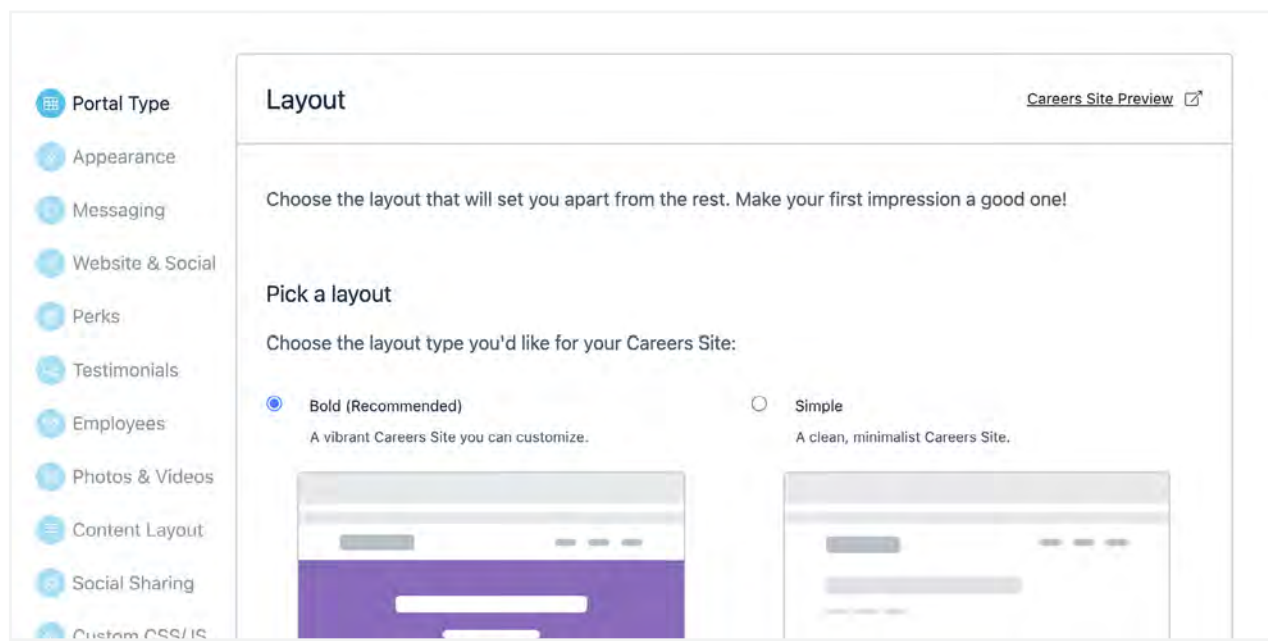 Portal Type
Appearance
Messaging
Website & Social
Perks
Testimonials
Employees
Photos & Videos
Content Layout
Social Sharing
Custom CSS/JS
Layout
Careers Site Preview
Choose the layout that will set you apart from the rest. Make your first impression a good one!
Pick a layout
Choose the layout type you'd like for your Careers Site:
Bold (Recommended)
A vibrant Careers Site you can customize.
Simple
A clean, minimalist Careers Site.